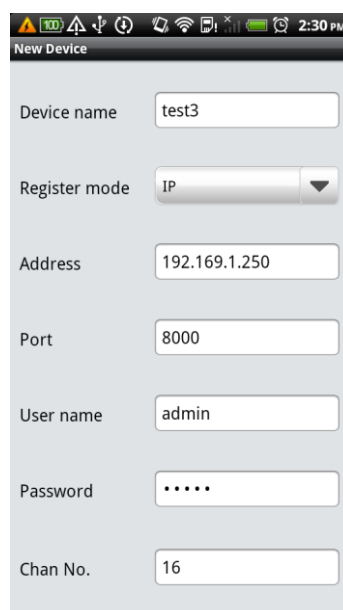 100 2:30 PM
New Device
Device name test3
Register mode IP
Address 192.169.1.250
Port 8000
User name admin
Password •••••
Chan No. 16